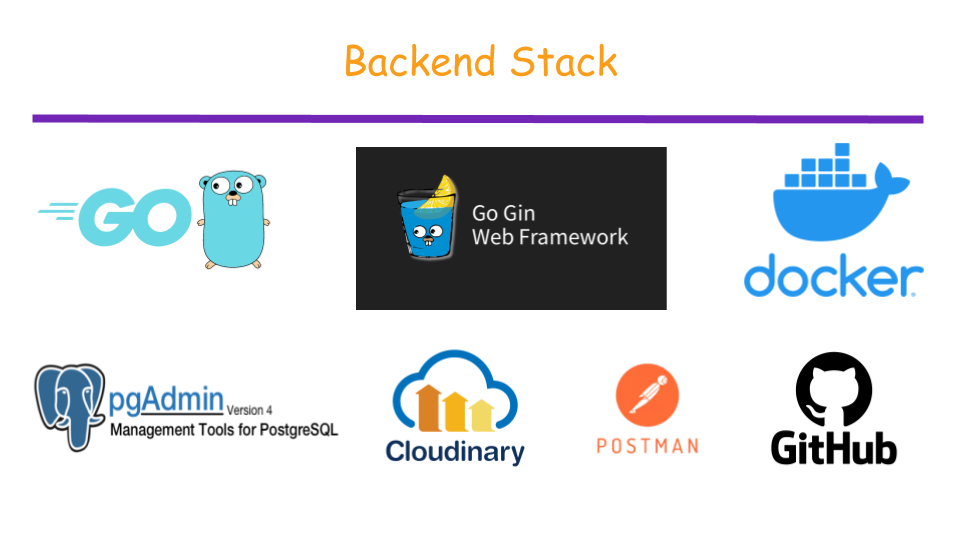 Backend Stack
GO
Go Gin
Web Framework
docker
pgAdmin Version 4
Management Tools for PostgreSQL
Cloudinary
POSTMAN
GitHub